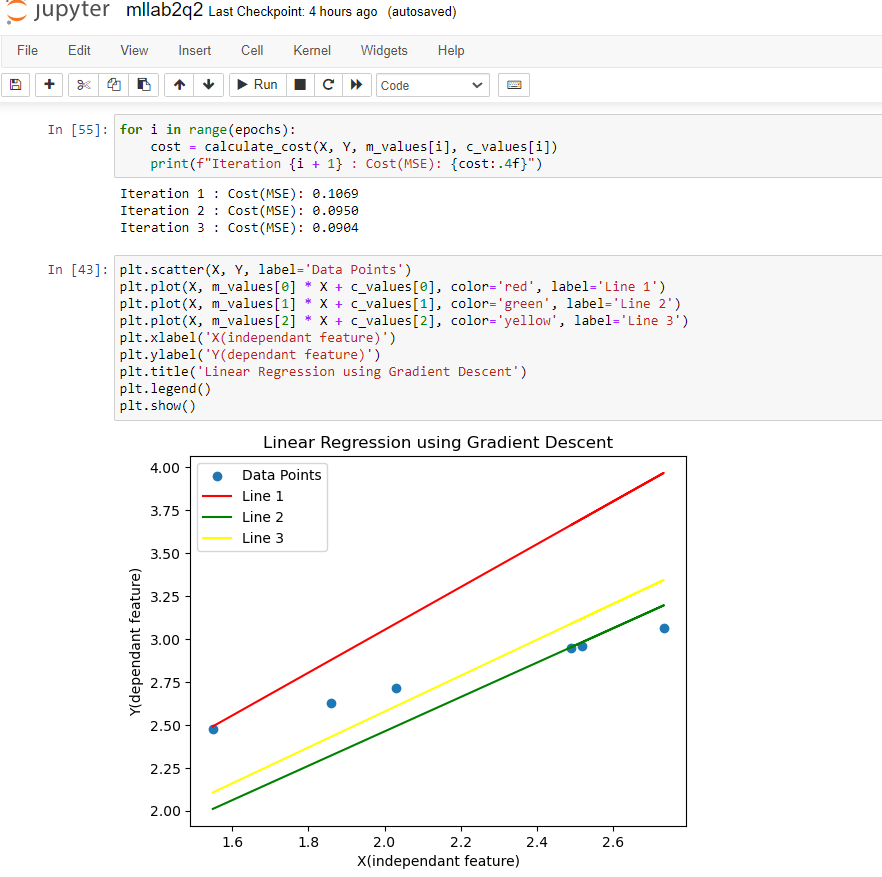 jupyter mllab2q2 Last Checkpoint: 4 hours ago (autosaved)
File Edit View Insert Cell Kernel Widgets Help
Run Code
In [55]: for i in range(epochs):
    cost = calculate_cost(X, Y, m_values[i], c_values[i])
    print(f"Iteration {i + 1} : Cost(MSE): {cost:.4f}")
Iteration 1 : Cost(MSE): 0.1069
Iteration 2 : Cost(MSE): 0.0950
Iteration 3 : Cost(MSE): 0.0904
In [43]: plt.scatter(X, Y, label='Data Points')
plt.plot(X, m_values[0] * X + c_values[0], color='red', label='Line 1')
plt.plot(X, m_values[1] * X + c_values[1], color='green', label='Line 2')
plt.plot(X, m_values[2] * X + c_values[2], color='yellow', label='Line 3')
plt.xlabel('X(independant feature)')
plt.ylabel('Y(dependant feature)')
plt.title('Linear Regression using Gradient Descent')
plt.legend()
plt.show()
Linear Regression using Gradient Descent
Data Points
Line 1
Line 2
Line 3
4.00
3.75
3.50
3.25
3.00
2.75
2.50
2.25
2.00
Y(dependant feature)
1.6 1.8 2.0 2.2 2.4 2.6
X(independant feature)